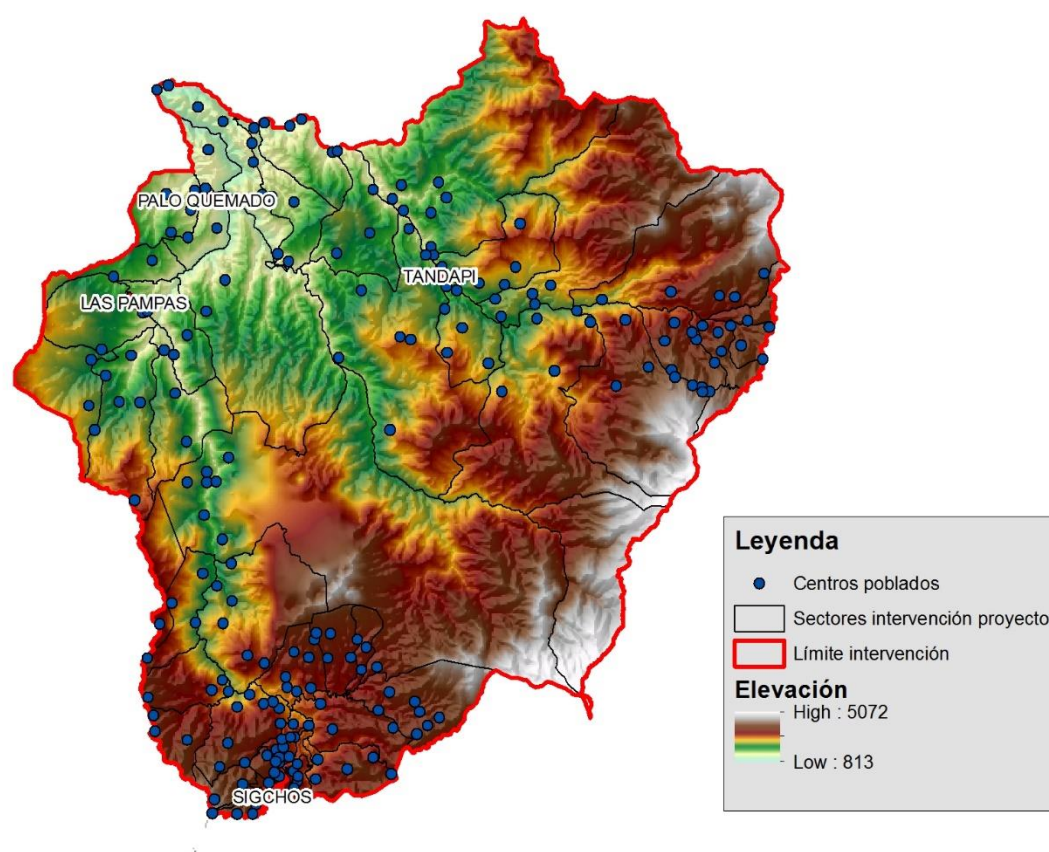 PALO QUEMADO
TANDAPI
LAS PAMPAS
SIGCHOS
Leyenda
Centros poblados
Sectores intervención proyecto
Límite intervención
Elevación
High : 5072
Low : 813